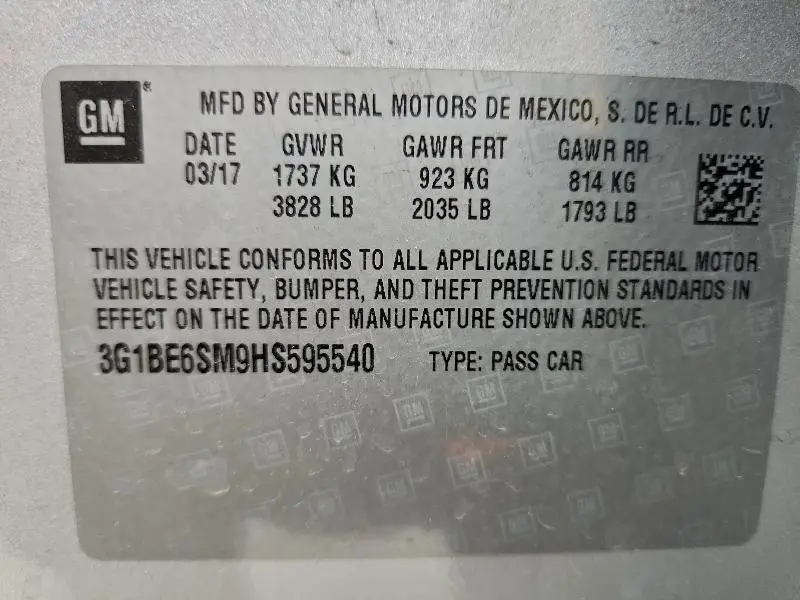 GM ®
MFD BY GENERAL MOTORS DE MEXICO, S. DE R.L. DE C.V.
DATE GVWR GAWR FRT GAWR RR
03/17 1737 KG 923 KG 814 KG
3828 LB 2035 LB 1793 LB
THIS VEHICLE CONFORMS TO ALL APPLICABLE U.S. FEDERAL MOTOR
VEHICLE SAFETY, BUMPER, AND THEFT PREVENTION STANDARDS IN
EFFECT ON THE DATE OF MANUFACTURE SHOWN ABOVE.
3G1BE6SM9HS595540 TYPE: PASS CAR